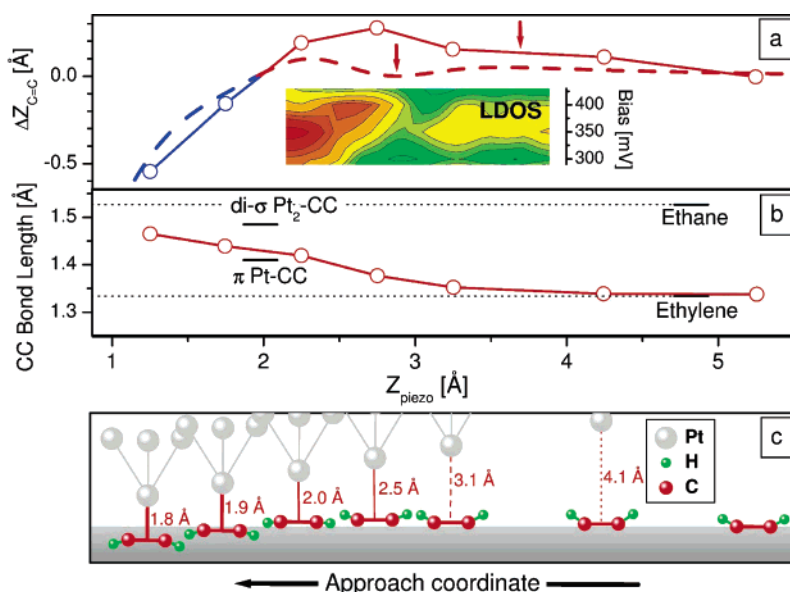 a
0.0
-0.5
ΔZ_C=C [Å]
LDOS
400
350
300
Bias [mV]
b
1.5
1.4
1.3
CC Bond Length [Å]
di-σ Pt₂-CC
π Pt-CC
Ethane
Ethylene
1 2 3 4 5
Z_piezo [Å]
c
Pt
H
C
1.8 Å
1.9 Å
2.0 Å
2.5 Å
3.1 Å
4.1 Å
Approach coordinate